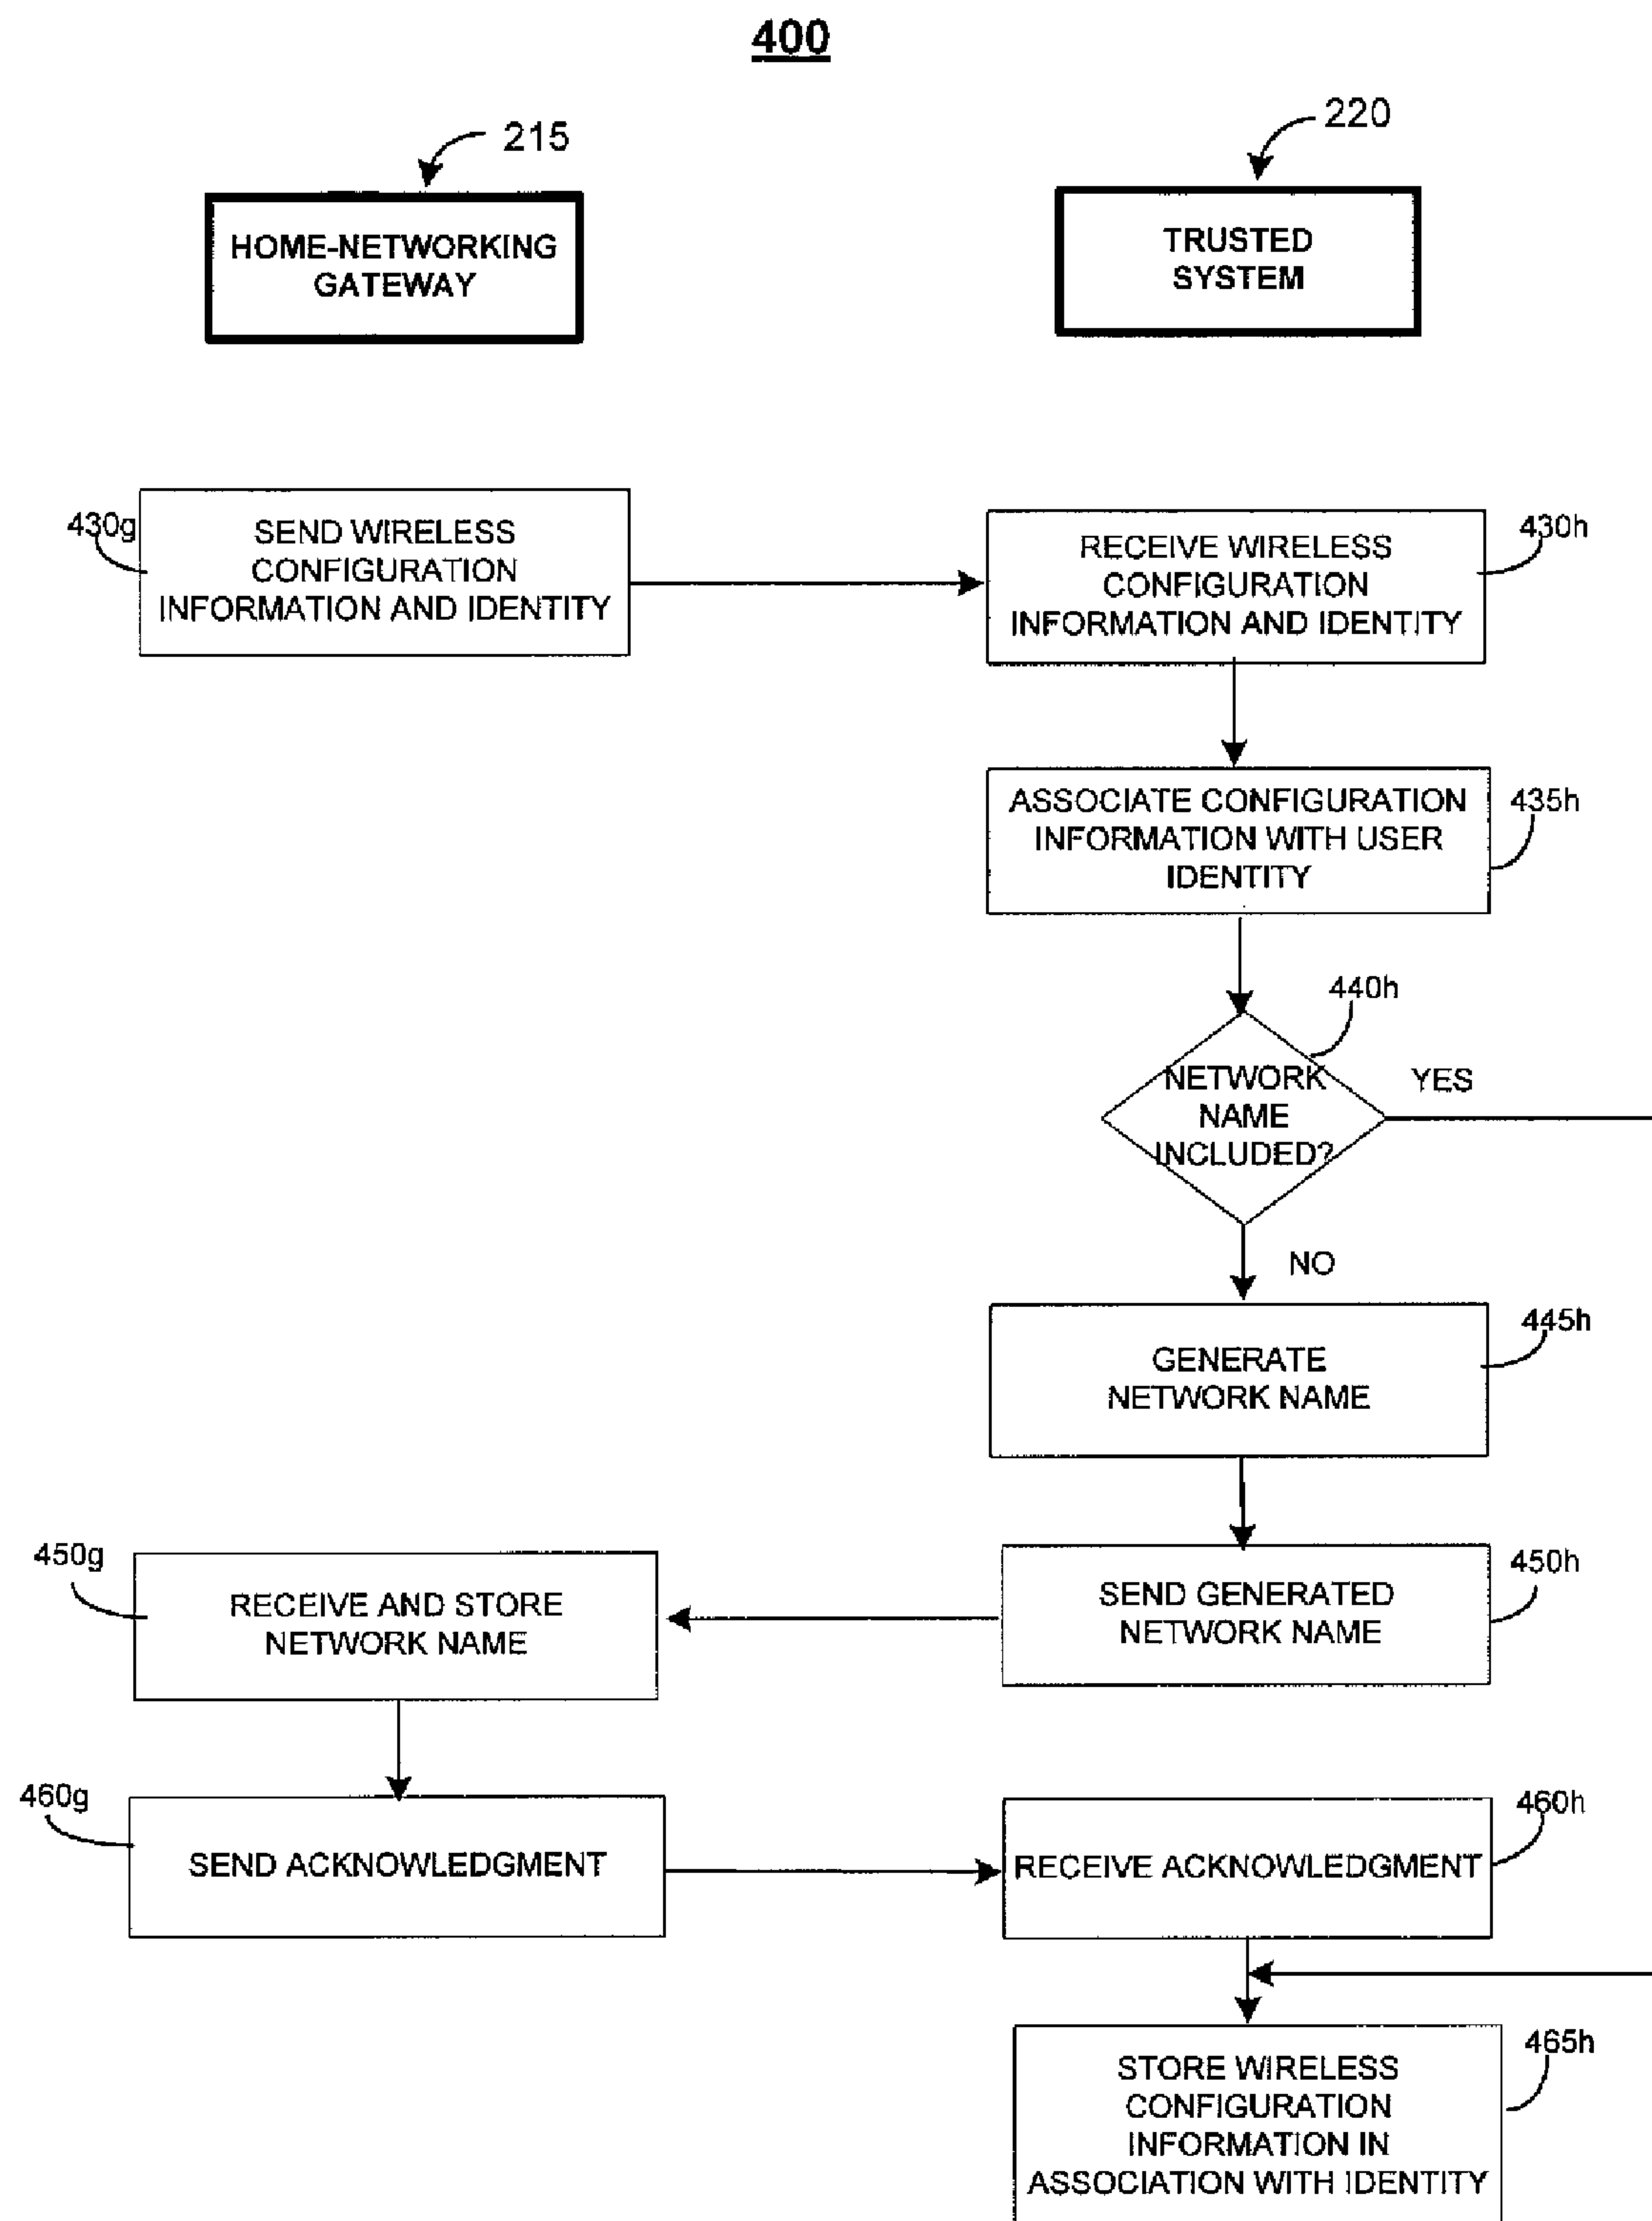 400
215
220
HOME-NETWORKING
GATEWAY
TRUSTED
SYSTEM
430g
SEND WIRELESS
CONFIGURATION
INFORMATION AND IDENTITY
RECEIVE WIRELESS
CONFIGURATION
INFORMATION AND IDENTITY
430h
ASSOCIATE CONFIGURATION
INFORMATION WITH USER
IDENTITY
435h
440h
NETWORK
NAME
INCLUDED?
YES
NO
GENERATE
NETWORK NAME
445h
450g
RECEIVE AND STORE
NETWORK NAME
SEND GENERATED
NETWORK NAME
450h
460g
SEND ACKNOWLEDGMENT
RECEIVE ACKNOWLEDGMENT
460h
STORE WIRELESS
CONFIGURATION
INFORMATION IN
ASSOCIATION WITH IDENTITY
465h